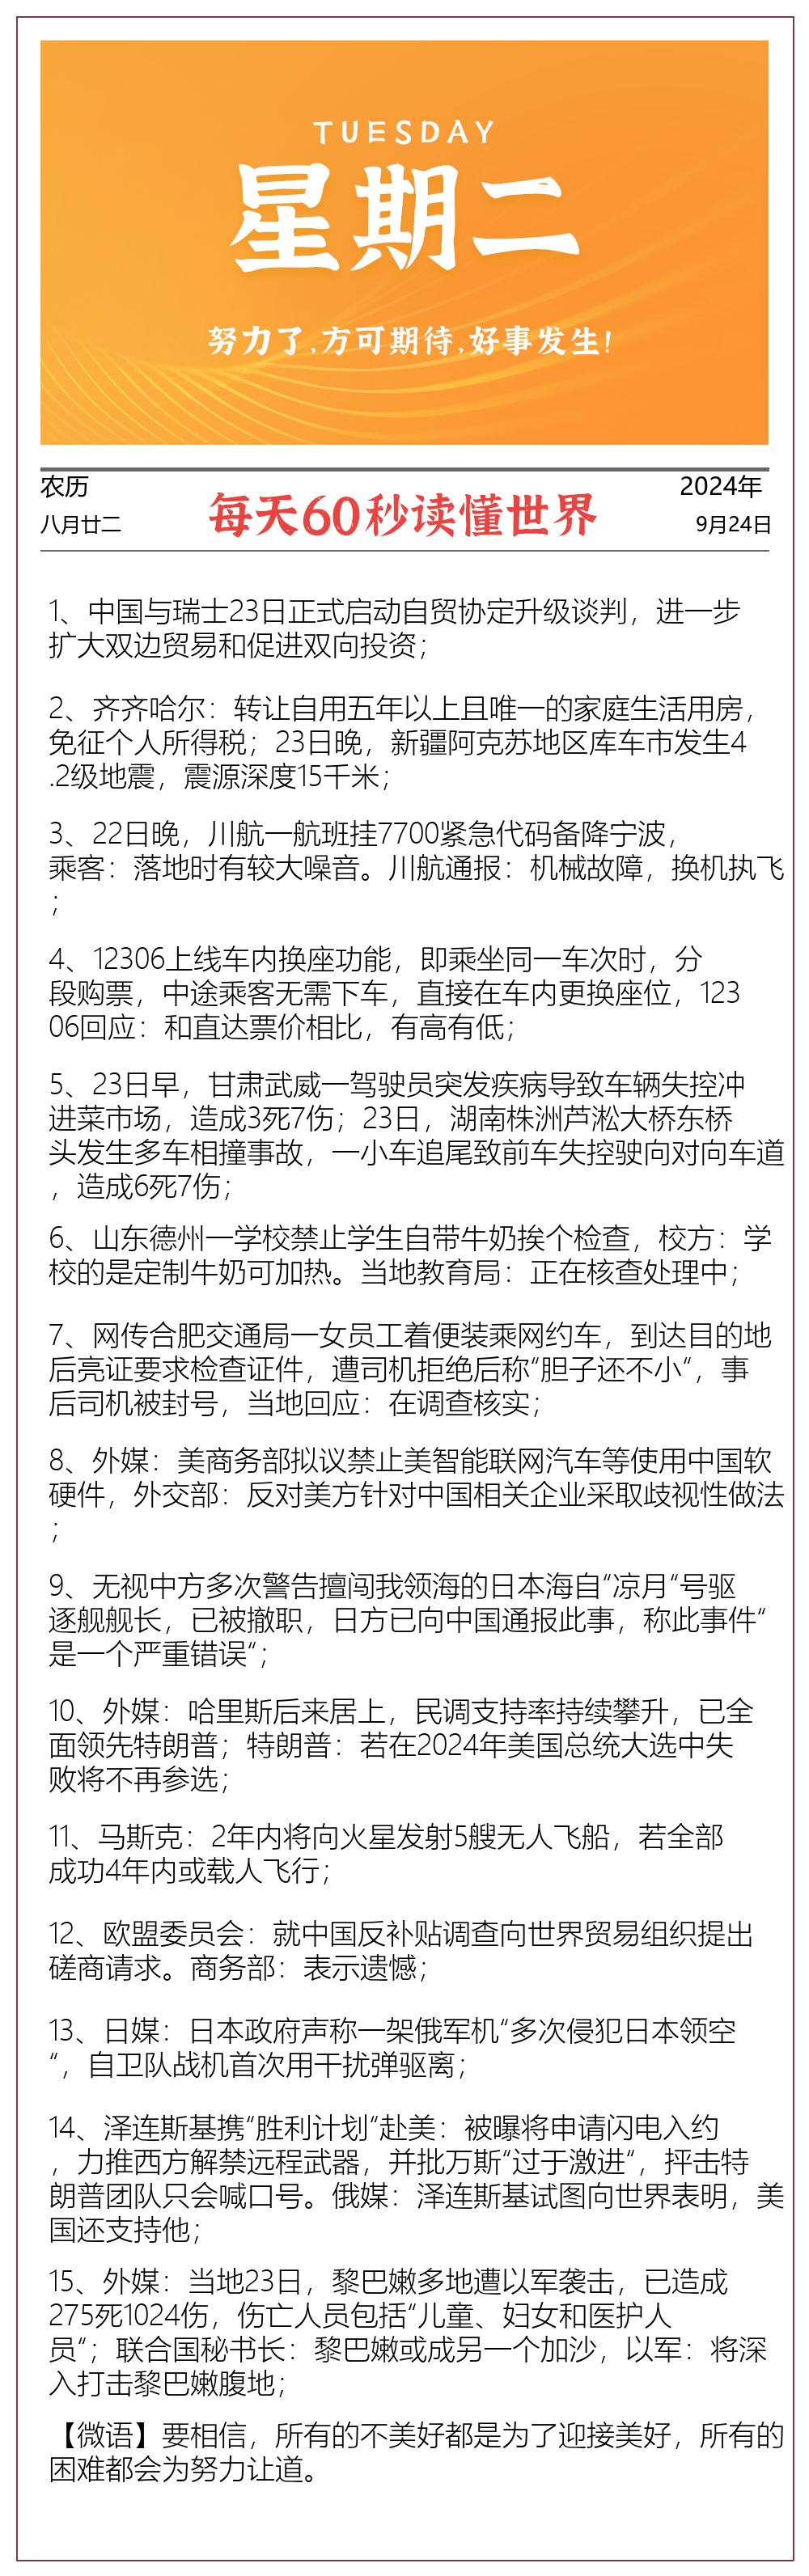 TUESDAY
星期二
努力了,方可期待,好事发生!
农历
八月廿二
每天60秒读懂世界
2024年
9月24日
1、中国与瑞士23日正式启动自贸协定升级谈判，进一步
扩大双边贸易和促进双向投资；
2、齐齐哈尔：转让自用五年以上且唯一的家庭生活用房，
免征个人所得税；23日晚，新疆阿克苏地区库车市发生4
.2级地震，震源深度15千米；
3、22日晚，川航一航班挂7700紧急代码备降宁波，
乘客：落地时有较大噪音。川航通报：机械故障，换机执飞
；
4、12306上线车内换座功能，即乘坐同一车次时，分
段购票，中途乘客无需下车，直接在车内更换座位，123
06回应：和直达票价相比，有高有低；
5、23日早，甘肃武威一驾驶员突发疾病导致车辆失控冲
进菜市场，造成3死7伤；23日，湖南株洲芦淞大桥东桥
头发生多车相撞事故，一小车追尾致前车失控驶向对向车道
，造成6死7伤；
6、山东德州一学校禁止学生自带牛奶挨个检查，校方：学
校的是定制牛奶可加热。当地教育局：正在核查处理中；
7、网传合肥交通局一女员工着便装乘网约车，到达目的地
后亮证要求检查证件，遭司机拒绝后称“胆子还不小“，事
后司机被封号，当地回应：在调查核实；
8、外媒：美商务部拟议禁止美智能联网汽车等使用中国软
硬件，外交部：反对美方针对中国相关企业采取歧视性做法
；
9、无视中方多次警告擅闯我领海的日本海自“凉月“号驱
逐舰舰长，已被撤职，日方已向中国通报此事，称此事件“
是一个严重错误“；
10、外媒：哈里斯后来居上，民调支持率持续攀升，已全
面领先特朗普；特朗普：若在2024年美国总统大选中失
败将不再参选；
11、马斯克：2年内将向火星发射5艘无人飞船，若全部
成功4年内或载人飞行；
12、欧盟委员会：就中国反补贴调查向世界贸易组织提出
磋商请求。商务部：表示遗憾；
13、日媒：日本政府声称一架俄军机“多次侵犯日本领空
“，自卫队战机首次用干扰弹驱离；
14、泽连斯基携“胜利计划“赴美：被曝将申请闪电入约
，力推西方解禁远程武器，并批万斯“过于激进“，抨击特
朗普团队只会喊口号。俄媒：泽连斯基试图向世界表明，美
国还支持他；
15、外媒：当地23日，黎巴嫩多地遭以军袭击，已造成
275死1024伤，伤亡人员包括“儿童、妇女和医护人
员“；联合国秘书长：黎巴嫩或成另一个加沙，以军：将深
入打击黎巴嫩腹地；
【微语】要相信，所有的不美好都是为了迎接美好，所有的
困难都会为努力让道。